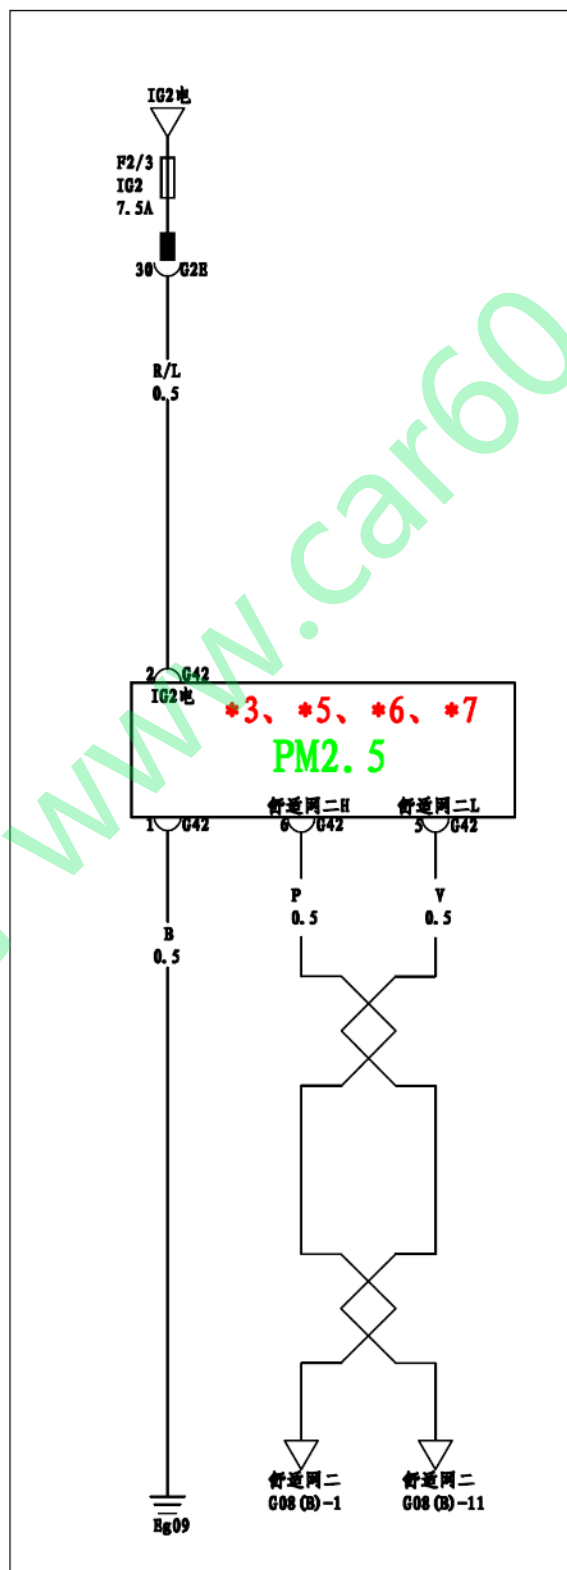 IG2电
F2/3
IG2
7.5A
30 G2E
R/L
0.5
2 G42
IG2电
*3、*5、*6、*7
PM2.5
舒适网二H 舒适网二L
1 G42 6 G42 5 G42
P V
0.5 0.5
B
0.5
舒适网二 舒适网二
G08(B)-1 G08(B)-11
Eg09
www.car60